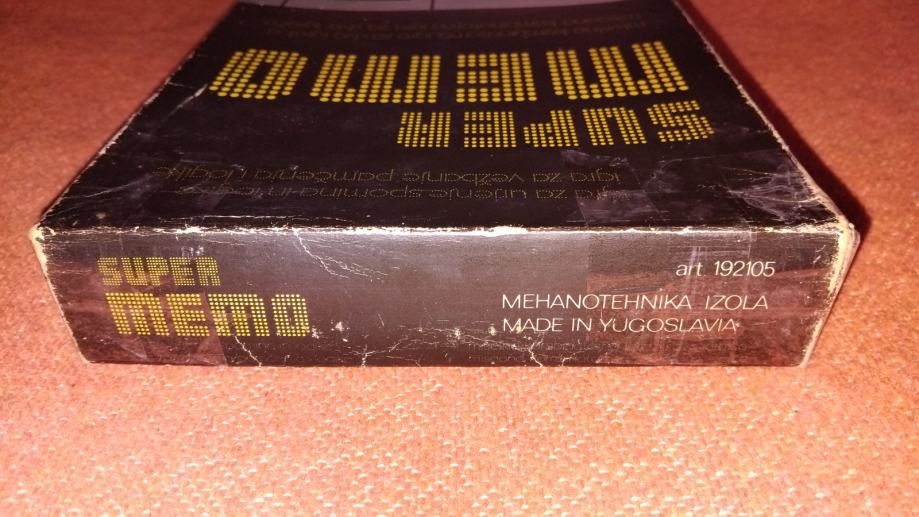 MEMO
SUPER
igra za vežbanje pamćenja i logike
igra za urjenje spomina in logike
SUPER
MEMO
art. 192105
MEHANOTEHNIKA IZOLA
MADE IN YUGOSLAVIA